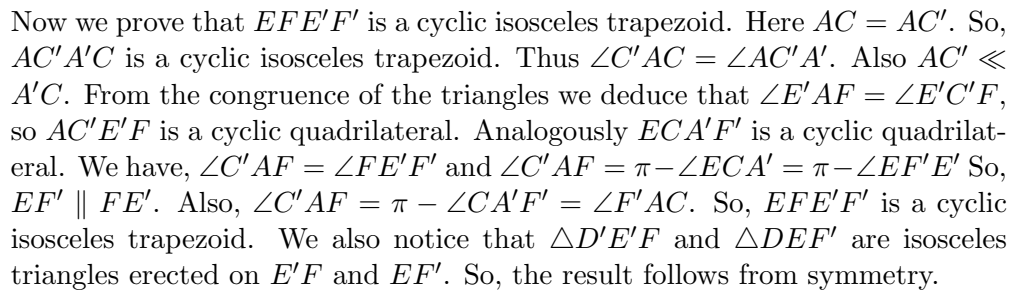 Now we prove that EFE′F′ is a cyclic isosceles trapezoid. Here AC = AC′. So,
AC′A′C is a cyclic isosceles trapezoid. Thus ∠C′AC = ∠AC′A′. Also AC′ ≪
A′C. From the congruence of the triangles we deduce that ∠E′AF = ∠E′C′F,
so AC′E′F is a cyclic quadrilateral. Analogously ECA′F′ is a cyclic quadrilat-
eral. We have, ∠C′AF = ∠FE′F′ and ∠C′AF = π−∠ECA′ = π−∠EF′E′ So,
EF′ ∥ FE′. Also, ∠C′AF = π − ∠CA′F′ = ∠F′AC. So, EFE′F′ is a cyclic
isosceles trapezoid. We also notice that △D′E′F and △DEF′ are isosceles
triangles erected on E′F and EF′. So, the result follows from symmetry.